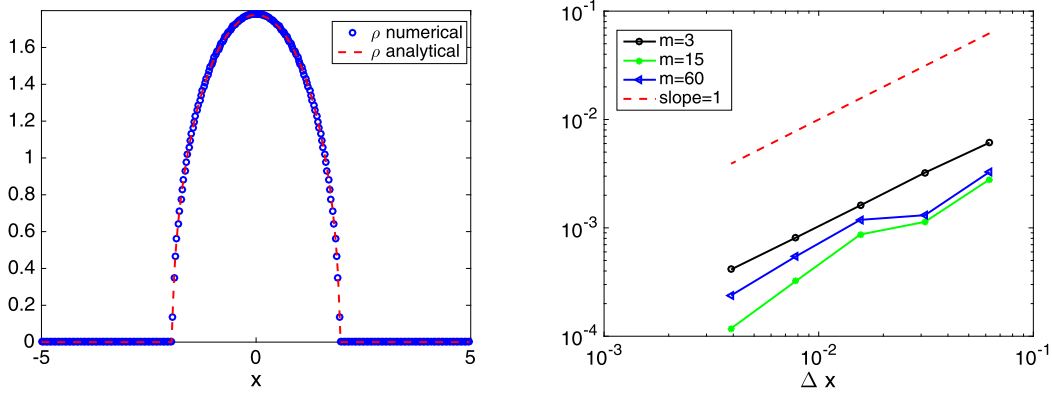 1.6
1.4
1.2
1
0.8
0.6
0.4
0.2
0
-5
0
5
x
ρ numerical
ρ analytical
10^-1
10^-2
10^-3
10^-4
10^-3
10^-2
10^-1
Δ x
m=3
m=15
m=60
slope=1